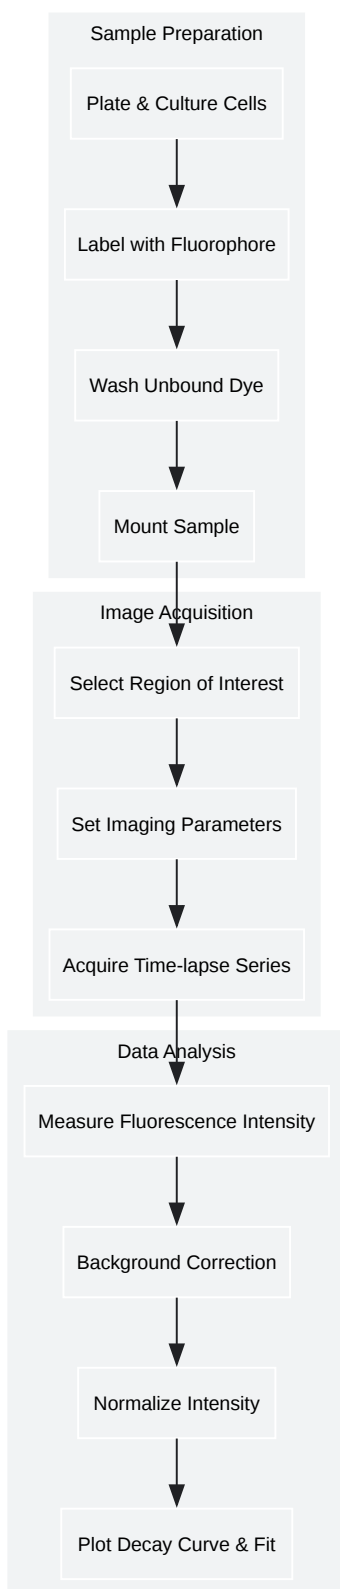 Sample Preparation
Plate & Culture Cells
Label with Fluorophore
Wash Unbound Dye
Mount Sample
Image Acquisition
Select Region of Interest
Set Imaging Parameters
Acquire Time-lapse Series
Data Analysis
Measure Fluorescence Intensity
Background Correction
Normalize Intensity
Plot Decay Curve & Fit